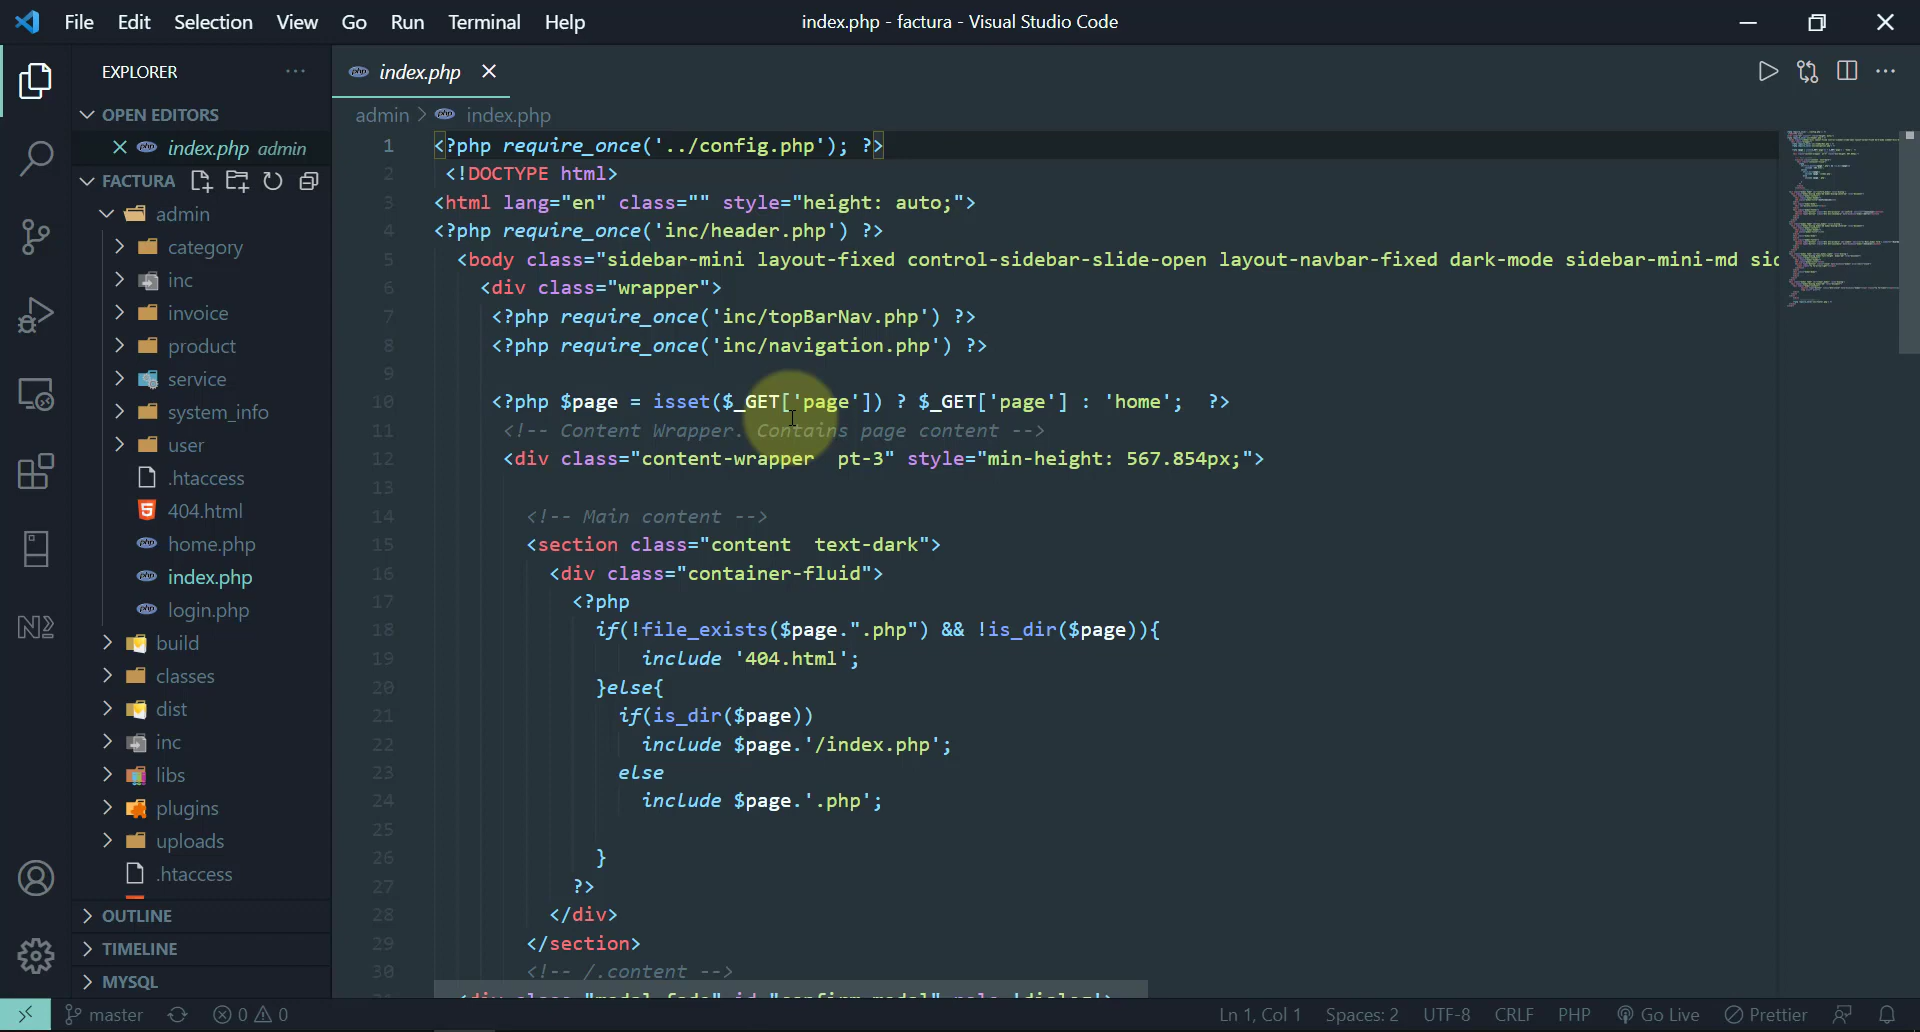 File Edit Selection View Go Run Terminal Help
index.php - factura - Visual Studio Code
EXPLORER
OPEN EDITORS
index.php admin
FACTURA
admin
category
inc
invoice
product
service
system_info
user
.htaccess
404.html
home.php
index.php
login.php
build
classes
dist
inc
libs
plugins
uploads
.htaccess
OUTLINE
TIMELINE
MYSQL
index.php
admin > index.php
1 <?php require_once('../config.php'); ?>
2 <!DOCTYPE html>
3 <html lang="en" class="" style="height: auto;">
4 <?php require_once('inc/header.php') ?>
5 <body class="sidebar-mini layout-fixed control-sidebar-slide-open layout-navbar-fixed dark-mode sidebar-mini-md sid
6 <div class="wrapper">
7 <?php require_once('inc/topBarNav.php') ?>
8 <?php require_once('inc/navigation.php') ?>
9
10 <?php $page = isset($_GET['page']) ? $_GET['page'] : 'home';  ?>
11 <!-- Content Wrapper. Contains page content -->
12 <div class="content-wrapper  pt-3" style="min-height: 567.854px;">
13
14 <!-- Main content -->
15 <section class="content  text-dark">
16 <div class="container-fluid">
17 <?php
18 if(!file_exists($page.".php") && !is_dir($page)){
19 include '404.html';
20 }else{
21 if(is_dir($page))
22 include $page.'/index.php';
23 else
24 include $page.'.php';
25
26 }
27 ?>
28 </div>
29 </section>
30 <!-- /.content -->
master
0 0
Ln 1, Col 1 Spaces: 2 UTF-8 CRLF PHP Go Live Prettier